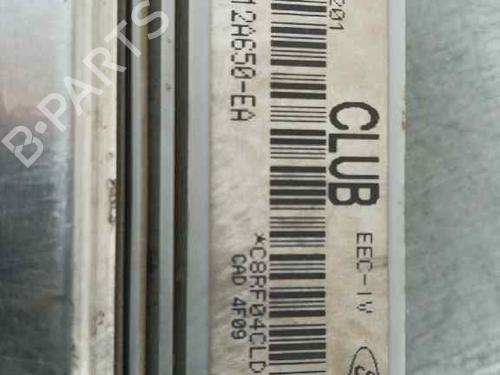 201
12A650-EA
CLUB
EEC-IV
*C8RF04CLD
CAD 4F09
B-PARTS